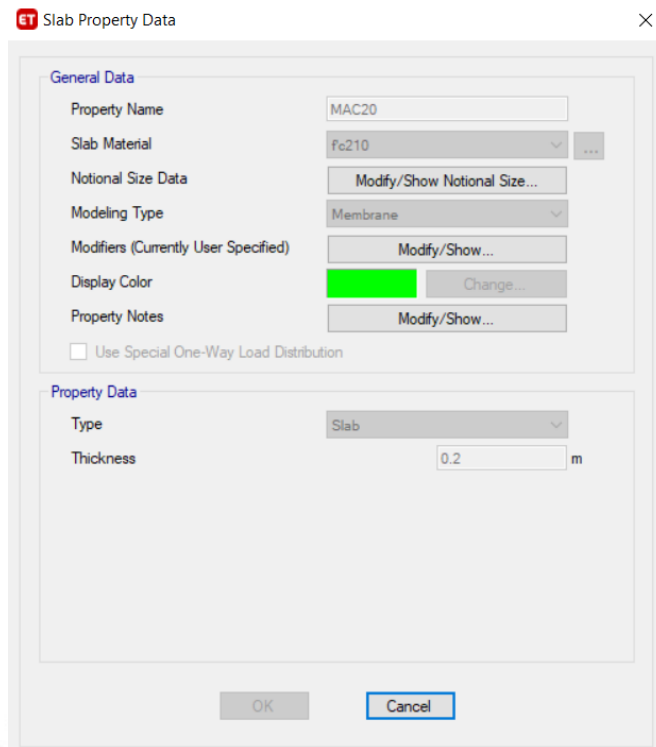 ET Slab Property Data
General Data
Property Name MAC20
Slab Material f'c210 ...
Notional Size Data Modify/Show Notional Size...
Modeling Type Membrane
Modifiers (Currently User Specified) Modify/Show...
Display Color Change...
Property Notes Modify/Show...
Use Special One-Way Load Distribution
Property Data
Type Slab
Thickness 0.2 m
OK Cancel